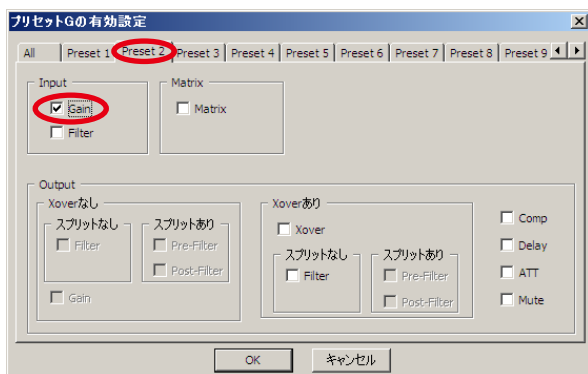 プリセットGの有効設定
All Preset 1 Preset 2 Preset 3 Preset 4 Preset 5 Preset 6 Preset 7 Preset 8 Preset 9
Input
Gain
Filter
Matrix
Matrix
Output
Xoverなし
スプリットなし
Filter
スプリットあり
Pre-Filter
Post-Filter
Gain
Xoverあり
Xover
スプリットなし
Filter
スプリットあり
Pre-Filter
Post-Filter
Comp
Delay
ATT
Mute
OK
キャンセル